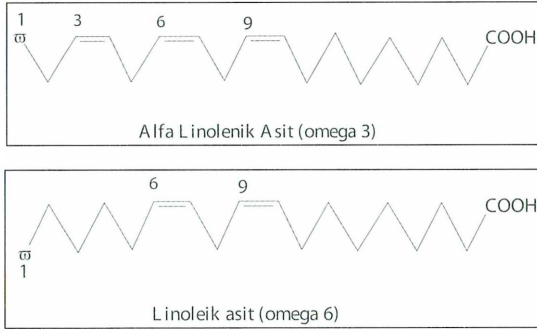 1 3 6 9
ϖ
COOH
Alfa Linolenik Asit (omega 3)
6 9
COOH
ϖ
1
Linoleik asit (omega 6)